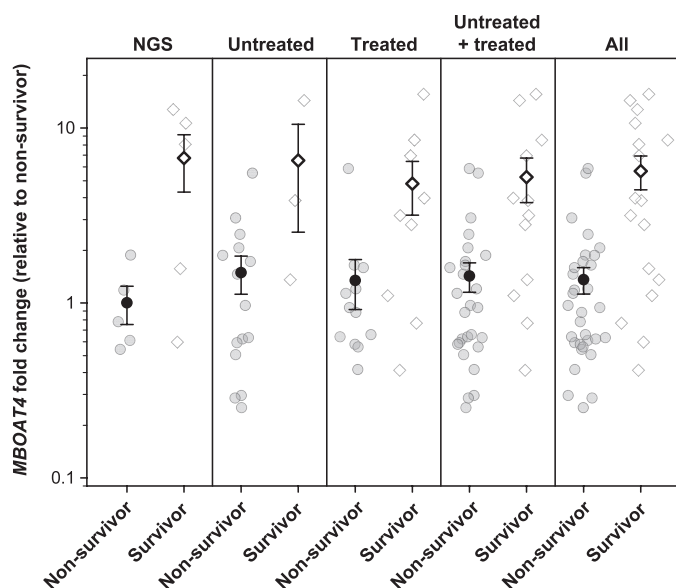 NGS
Untreated
Treated
Untreated
+ treated
All
MBOAT4 fold change (relative to non-survivor)
10
1
0.1
Non-survivor
Survivor
Non-survivor
Survivor
Non-survivor
Survivor
Non-survivor
Survivor
Non-survivor
Survivor